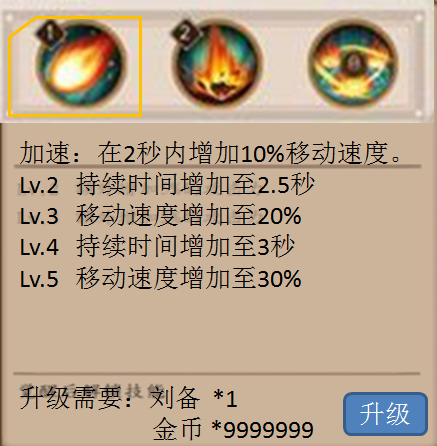 1
2
加速：在2秒内增加10%移动速度。
Lv.2 持续时间增加至2.5秒
Lv.3 移动速度增加至20%
Lv.4 持续时间增加至3秒
Lv.5 移动速度增加至30%
升级需要：刘备 *1
金币 *9999999
升级